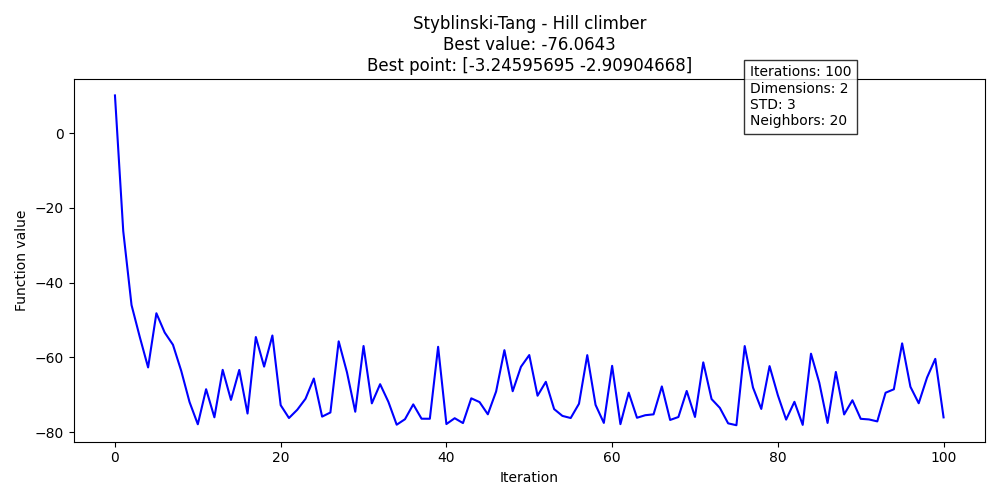 Styblinski-Tang - Hill climber
Best value: -76.0643
Best point: [-3.24595695 -2.90904668]
Iterations: 100
Dimensions: 2
STD: 3
Neighbors: 20
Function value
0
−20
−40
−60
−80
0 20 40 60 80 100
Iteration